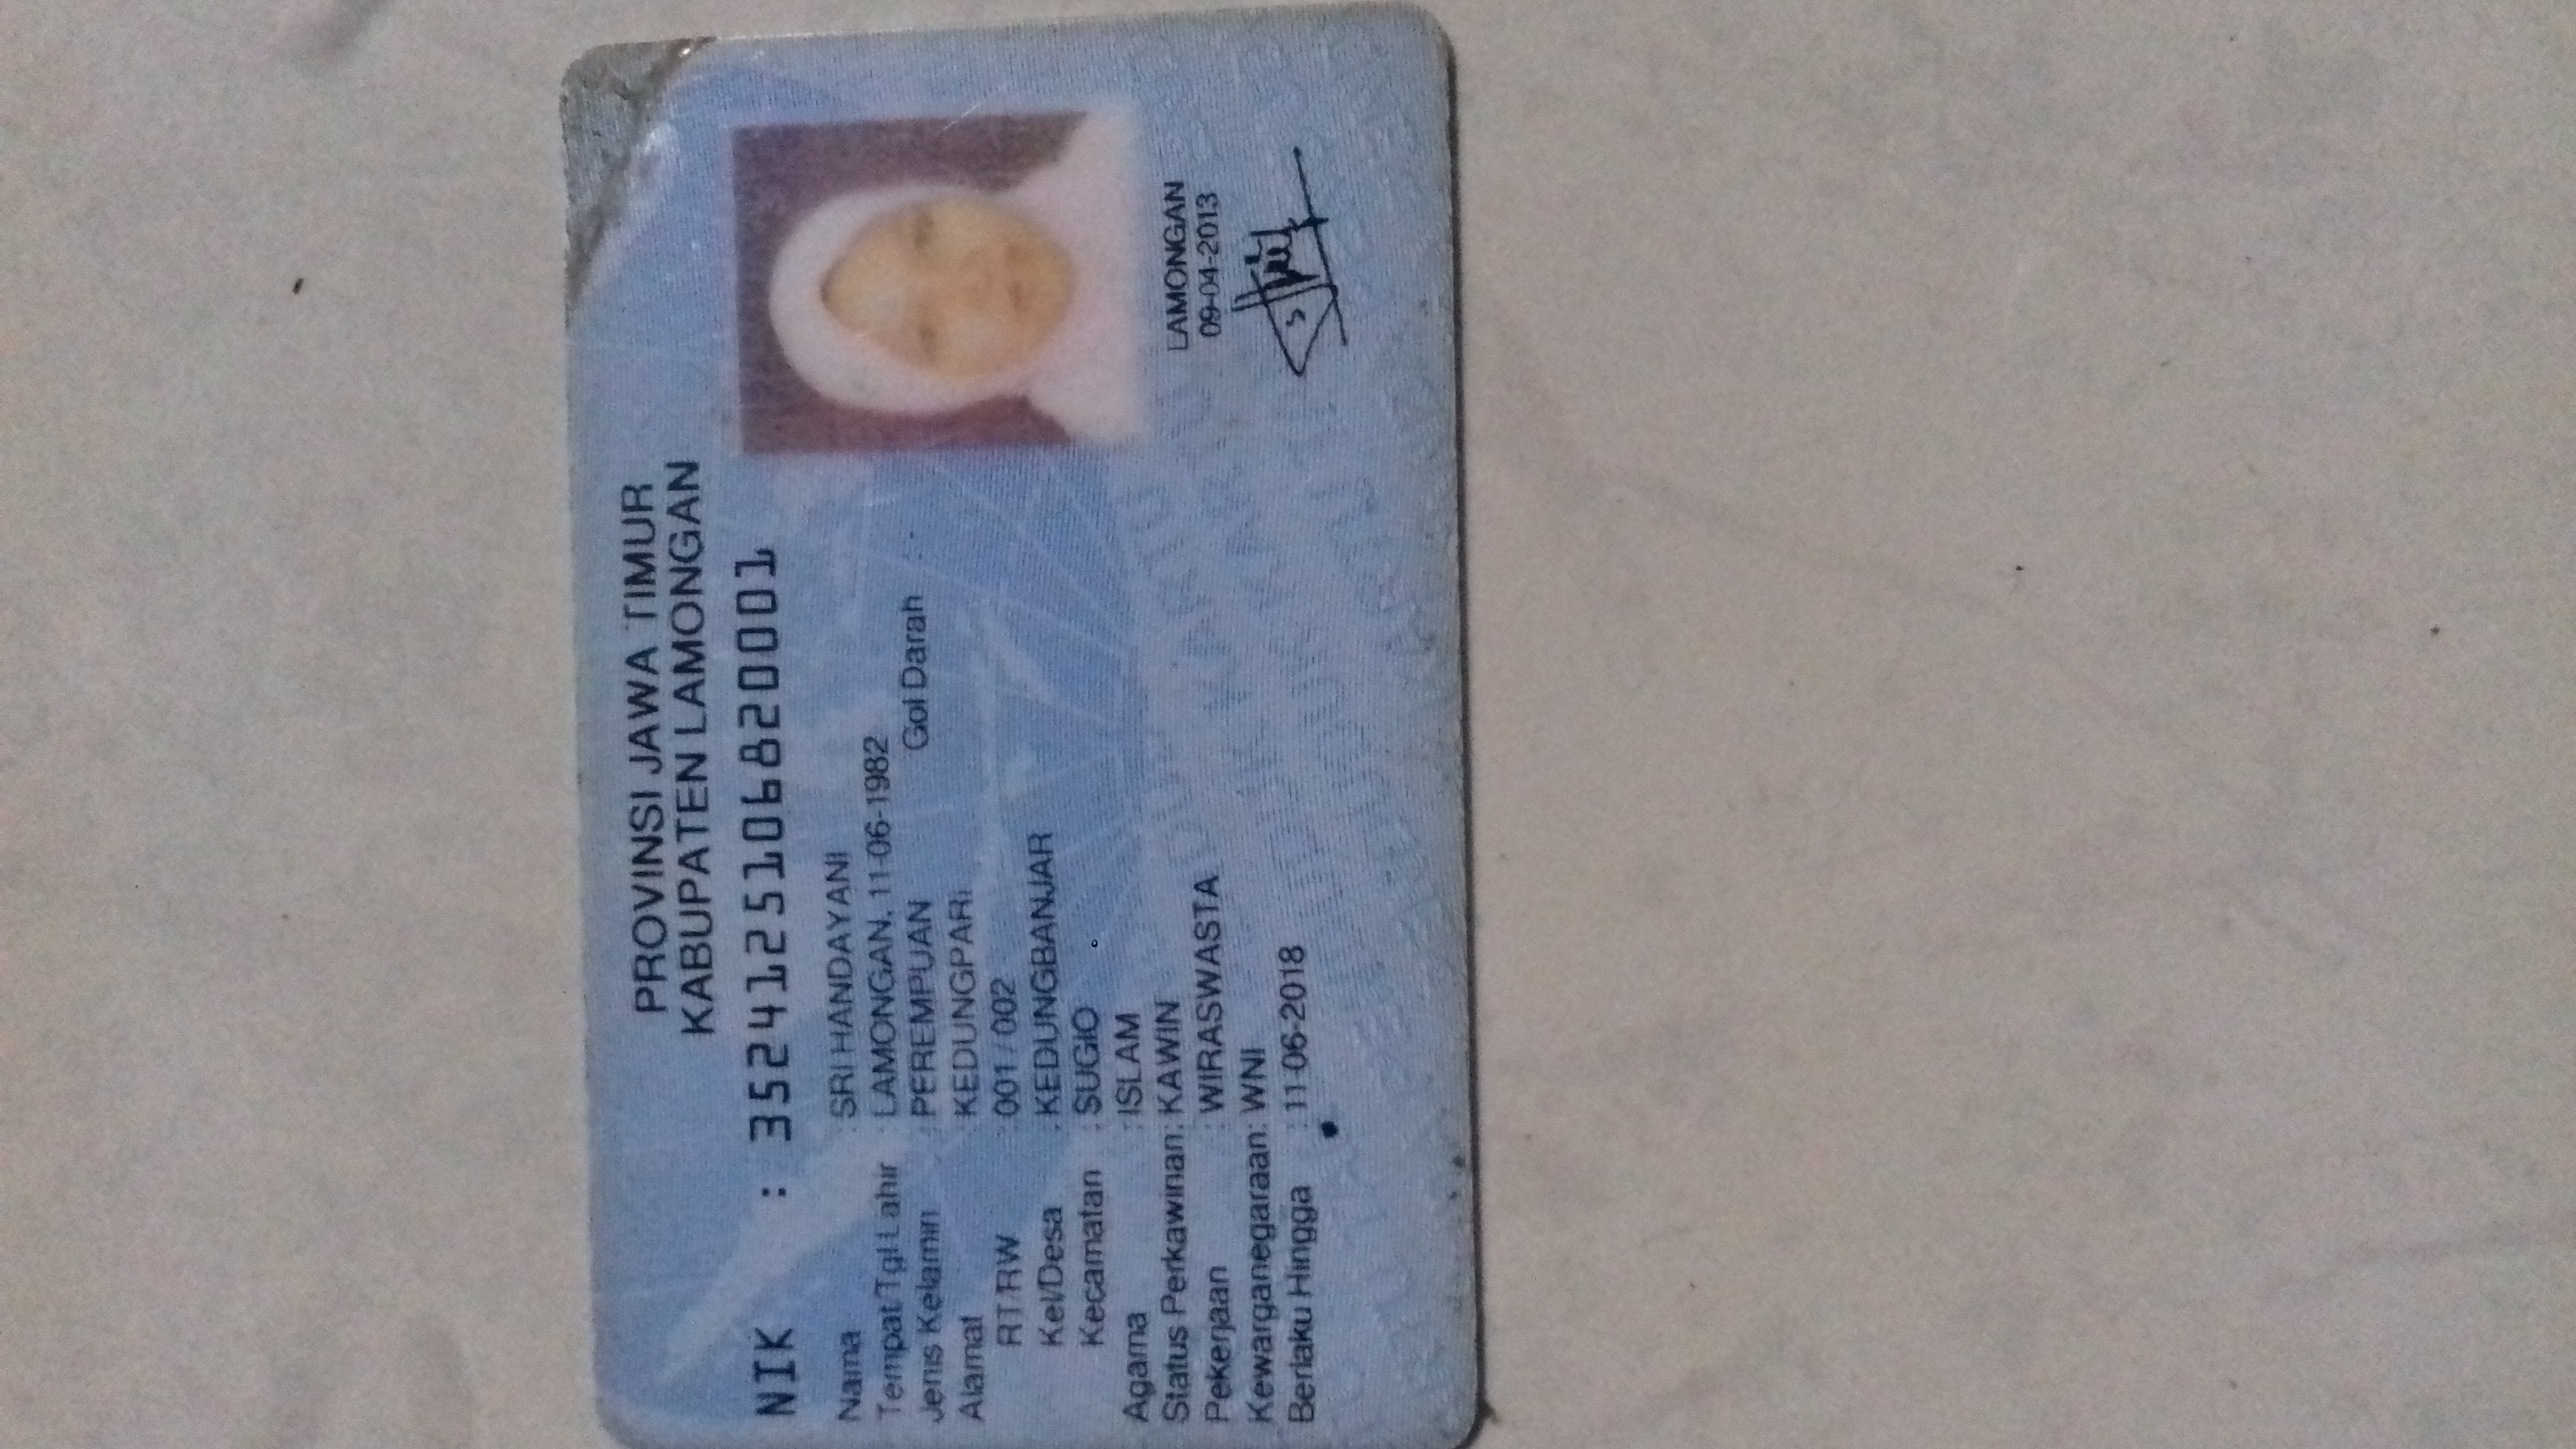 PROVINSI JAWA TIMUR
KABUPATEN LAMONGAN
NIK : 3524125106820001
Nama : SRI HANDAYANI
Tempat/Tgl Lahir : LAMONGAN, 11-06-1982
Jenis Kelamin : PEREMPUAN Gol Darah : -
Alamat : KEDUNGPARI
RT/RW : 001 / 002
Kel/Desa : KEDUNGBANJAR
Kecamatan : SUGIO
Agama : ISLAM
Status Perkawinan : KAWIN
Pekerjaan : WIRASWASTA
Kewarganegaraan : WNI
Berlaku Hingga : 11-06-2018
LAMONGAN
09-04-2013